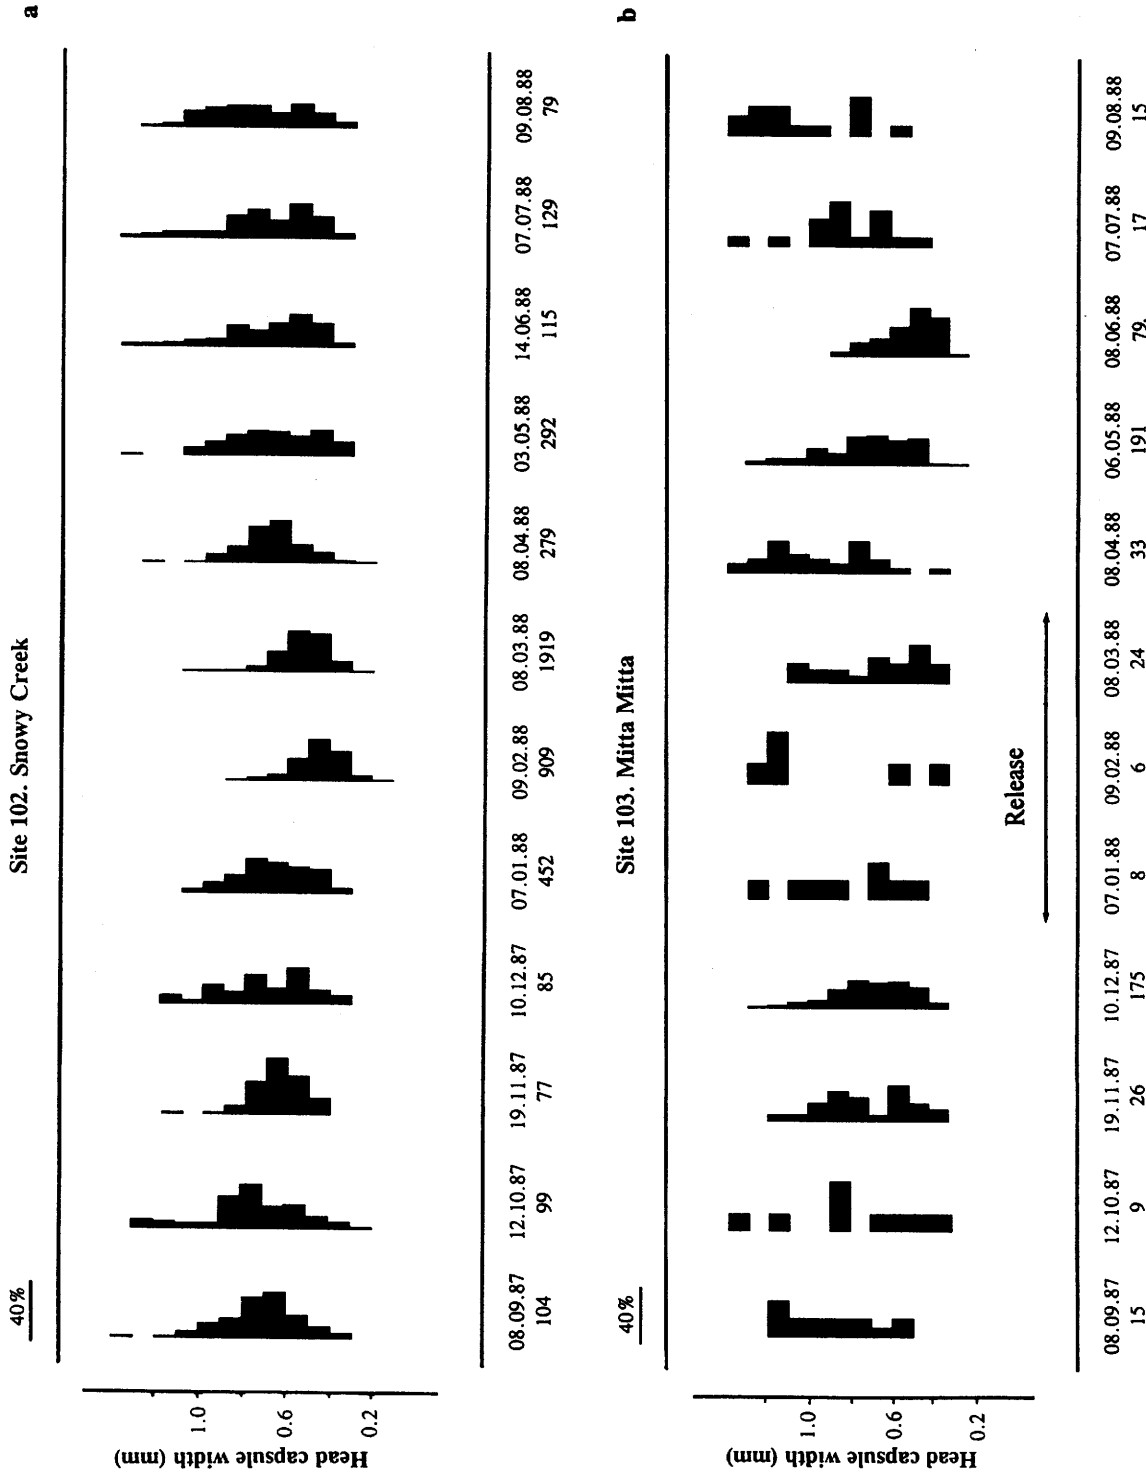 a
Site 102. Snowy Creek
40%
Head capsule width (mm)
1.0
0.6
0.2
08.09.87 12.10.87 19.11.87 10.12.87 07.01.88 09.02.88 08.03.88 08.04.88 03.05.88 14.06.88 07.07.88 09.08.88
104 99 77 85 452 909 1919 279 292 115 129 79
b
Site 103. Mitta Mitta
40%
Head capsule width (mm)
1.0
0.6
0.2
Release
08.09.87 12.10.87 19.11.87 10.12.87 07.01.88 09.02.88 08.03.88 08.04.88 06.05.88 08.06.88 07.07.88 09.08.88
15 9 26 175 8 6 24 33 191 79. 17 15